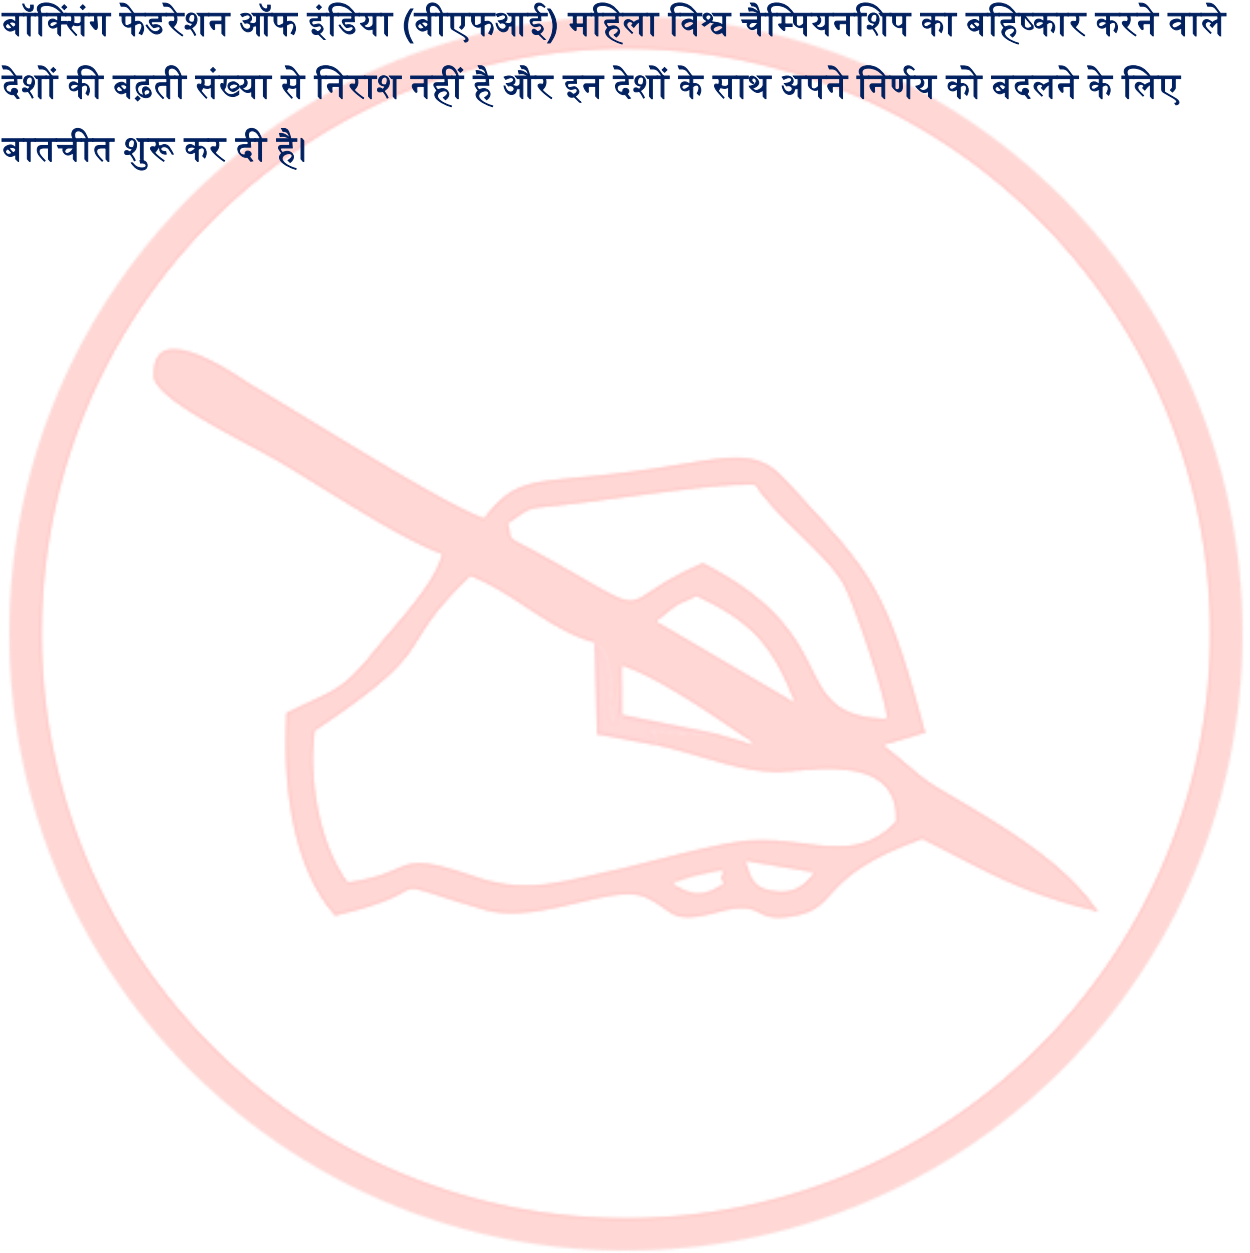 बॉक्सिंग फेडरेशन ऑफ इंडिया (बीएफआई) महिला विश्व चैम्पियनशिप का बहिष्कार करने वाले
देशों की बढ़ती संख्या से निराश नहीं है और इन देशों के साथ अपने निर्णय को बदलने के लिए
बातचीत शुरू कर दी है।